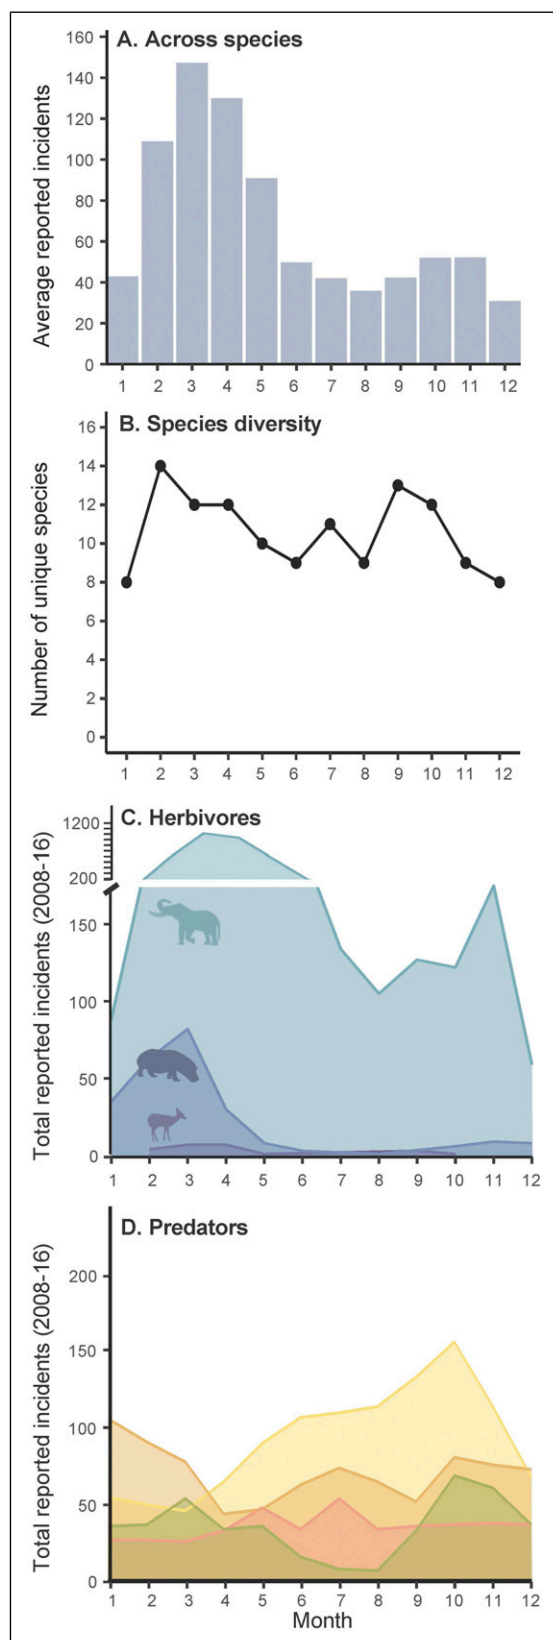 A. Across species
Average reported incidents
160
140
120
100
80
60
40
20
0
1 2 3 4 5 6 7 8 9 10 11 12
B. Species diversity
Number of unique species
16
14
12
10
8
6
4
2
0
1 2 3 4 5 6 7 8 9 10 11 12
C. Herbivores
Total reported incidents (2008-16)
1200
200
150
100
50
0
1 2 3 4 5 6 7 8 9 10 11 12
D. Predators
Total reported incidents (2008-16)
200
150
100
50
0
1 2 3 4 5 6 7 8 9 10 11 12
Month